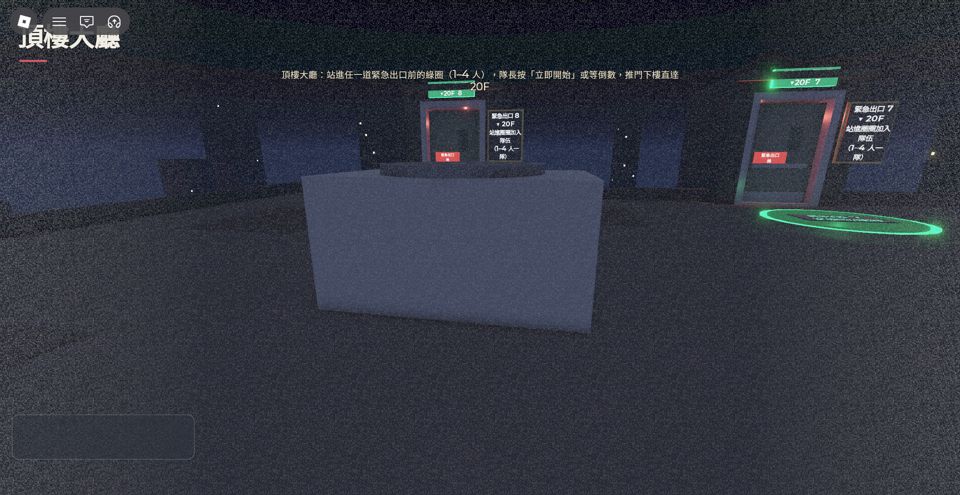 頂樓大廳
頂樓大廳：站進任一道緊急出口前的綠圈（1–4 人），隊長按「立即開始」或等倒數，推門下樓直達
20F
▼20F 8
緊急出口 8
▼ 20F
站進圈圈加入
隊伍
（1–4 人一
隊）
▼20F 7
緊急出口 7
▼ 20F
站進圈圈加入
隊伍
（1–4 人一
隊）